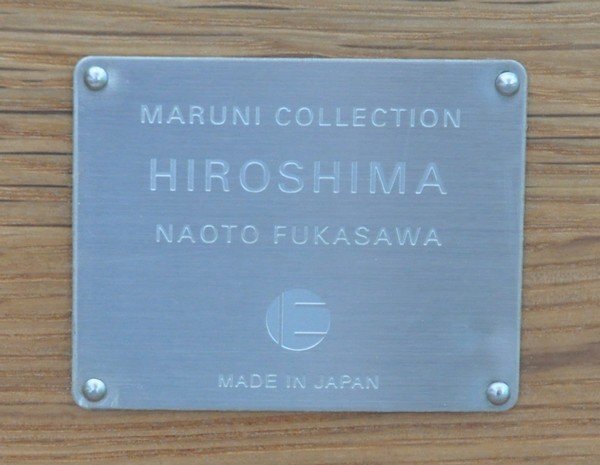 MARUNI COLLECTION
HIROSHIMA
NAOTO FUKASAWA
MADE IN JAPAN